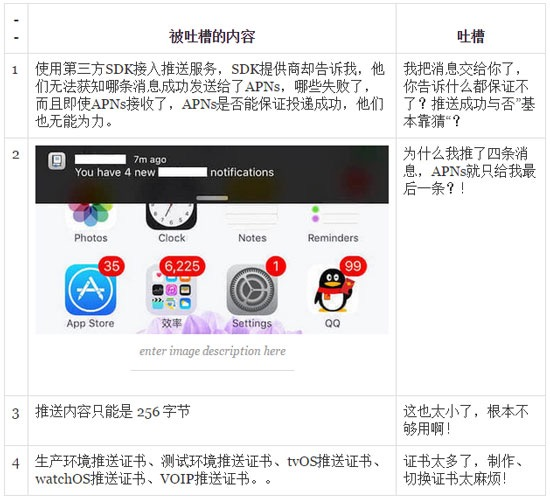 --
被吐槽的内容
吐槽
1
使用第三方SDK接入推送服务，SDK提供商却告诉我，他
们无法获知哪条消息成功发送给了APNs，哪些失败了，
而且即使APNs接收了，APNs是否能保证投递成功，他们
也无能为力。
我把消息交给你了，
你告诉什么都保证不
了？推送成功与否”基
本靠猜“？
2
7m ago
You have 4 new notifications
Photos
Clock
Notes
Reminders
35
6,225
1
99
App Store
效率
Settings
QQ
enter image description here
为什么我推了四条消
息，APNs就只给我最
后一条？！
3
推送内容只能是 256 字节
这也太小了，根本不
够用啊！
4
生产环境推送证书、测试环境推送证书、tvOS推送证书、
watchOS推送证书、VOIP推送证书。。
证书太多了，制作、
切换证书太麻烦！